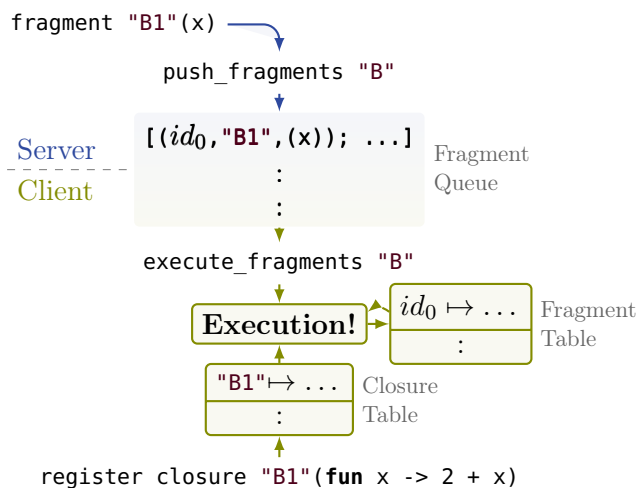 fragment "B1"(x)
push_fragments "B"
[(id₀,"B1",(x)); ...]
:
:
Fragment
Queue
Server
Client
execute_fragments "B"
Execution!
id₀ ↦ …
:
Fragment
Table
"B1"↦ …
:
Closure
Table
register closure "B1"(fun x -> 2 + x)